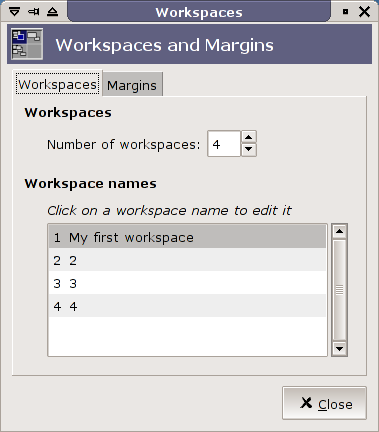 Workspaces
Workspaces and Margins
Workspaces Margins
Workspaces
Number of workspaces: 4
Workspace names
Click on a workspace name to edit it
1 My first workspace
2 2
3 3
4 4
Close